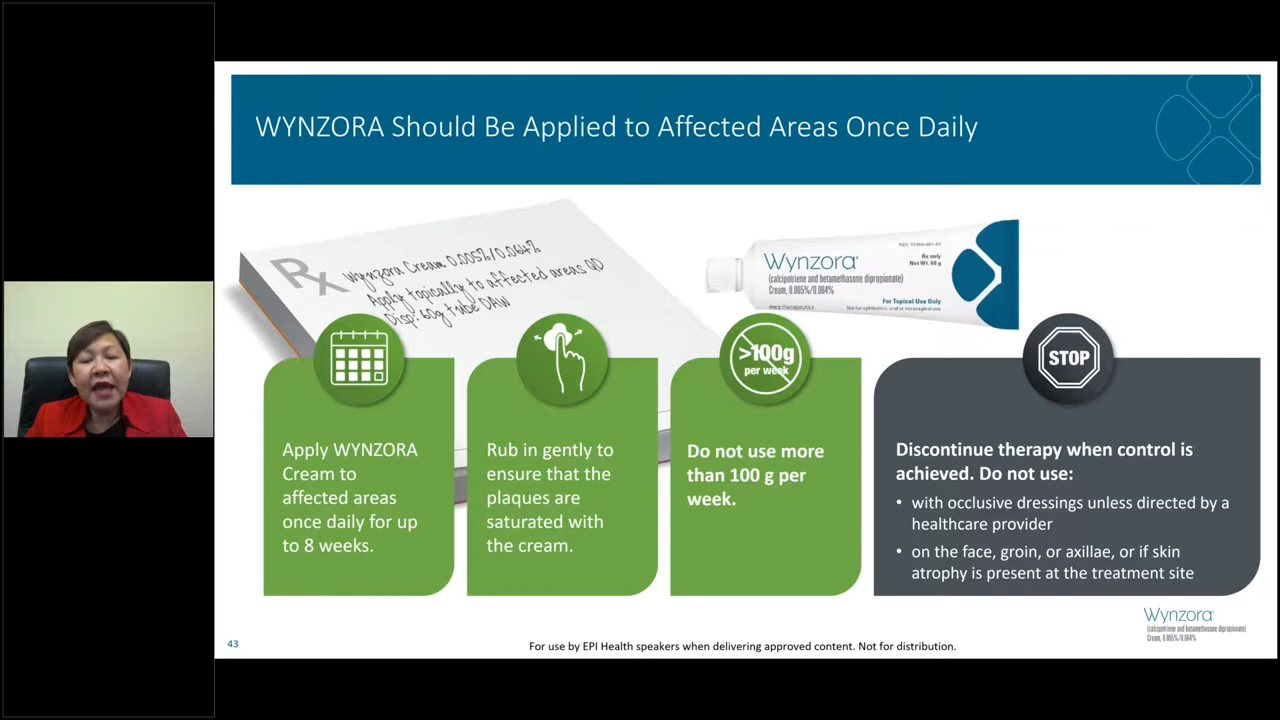 WYNZORA Should Be Applied to Affected Areas Once Daily
Rx
Wynzora Cream 0.005%/0.064%
Apply topically to Affected areas QD
Disp: 60g tube DAW
Wynzora
(calcipotriene and betamethasone dipropionate)
Cream, 0.005%/0.064%
mc2 therapeutics
Rx only
Net Wt. 60 g
For Topical Use Only
Not for ophthalmic, oral or intravaginal use
Apply WYNZORA
Cream to
affected areas
once daily for up
to 8 weeks.
Rub in gently to
ensure that the
plaques are
saturated with
the cream.
>100g
per week
Do not use more
than 100 g per
week.
STOP
Discontinue therapy when control is
achieved. Do not use:
• with occlusive dressings unless directed by a
healthcare provider
• on the face, groin, or axillae, or if skin
atrophy is present at the treatment site
Wynzora
(calcipotriene and betamethasone dipropionate)
Cream, 0.005%/0.064%
43
For use by EPI Health speakers when delivering approved content. Not for distribution.